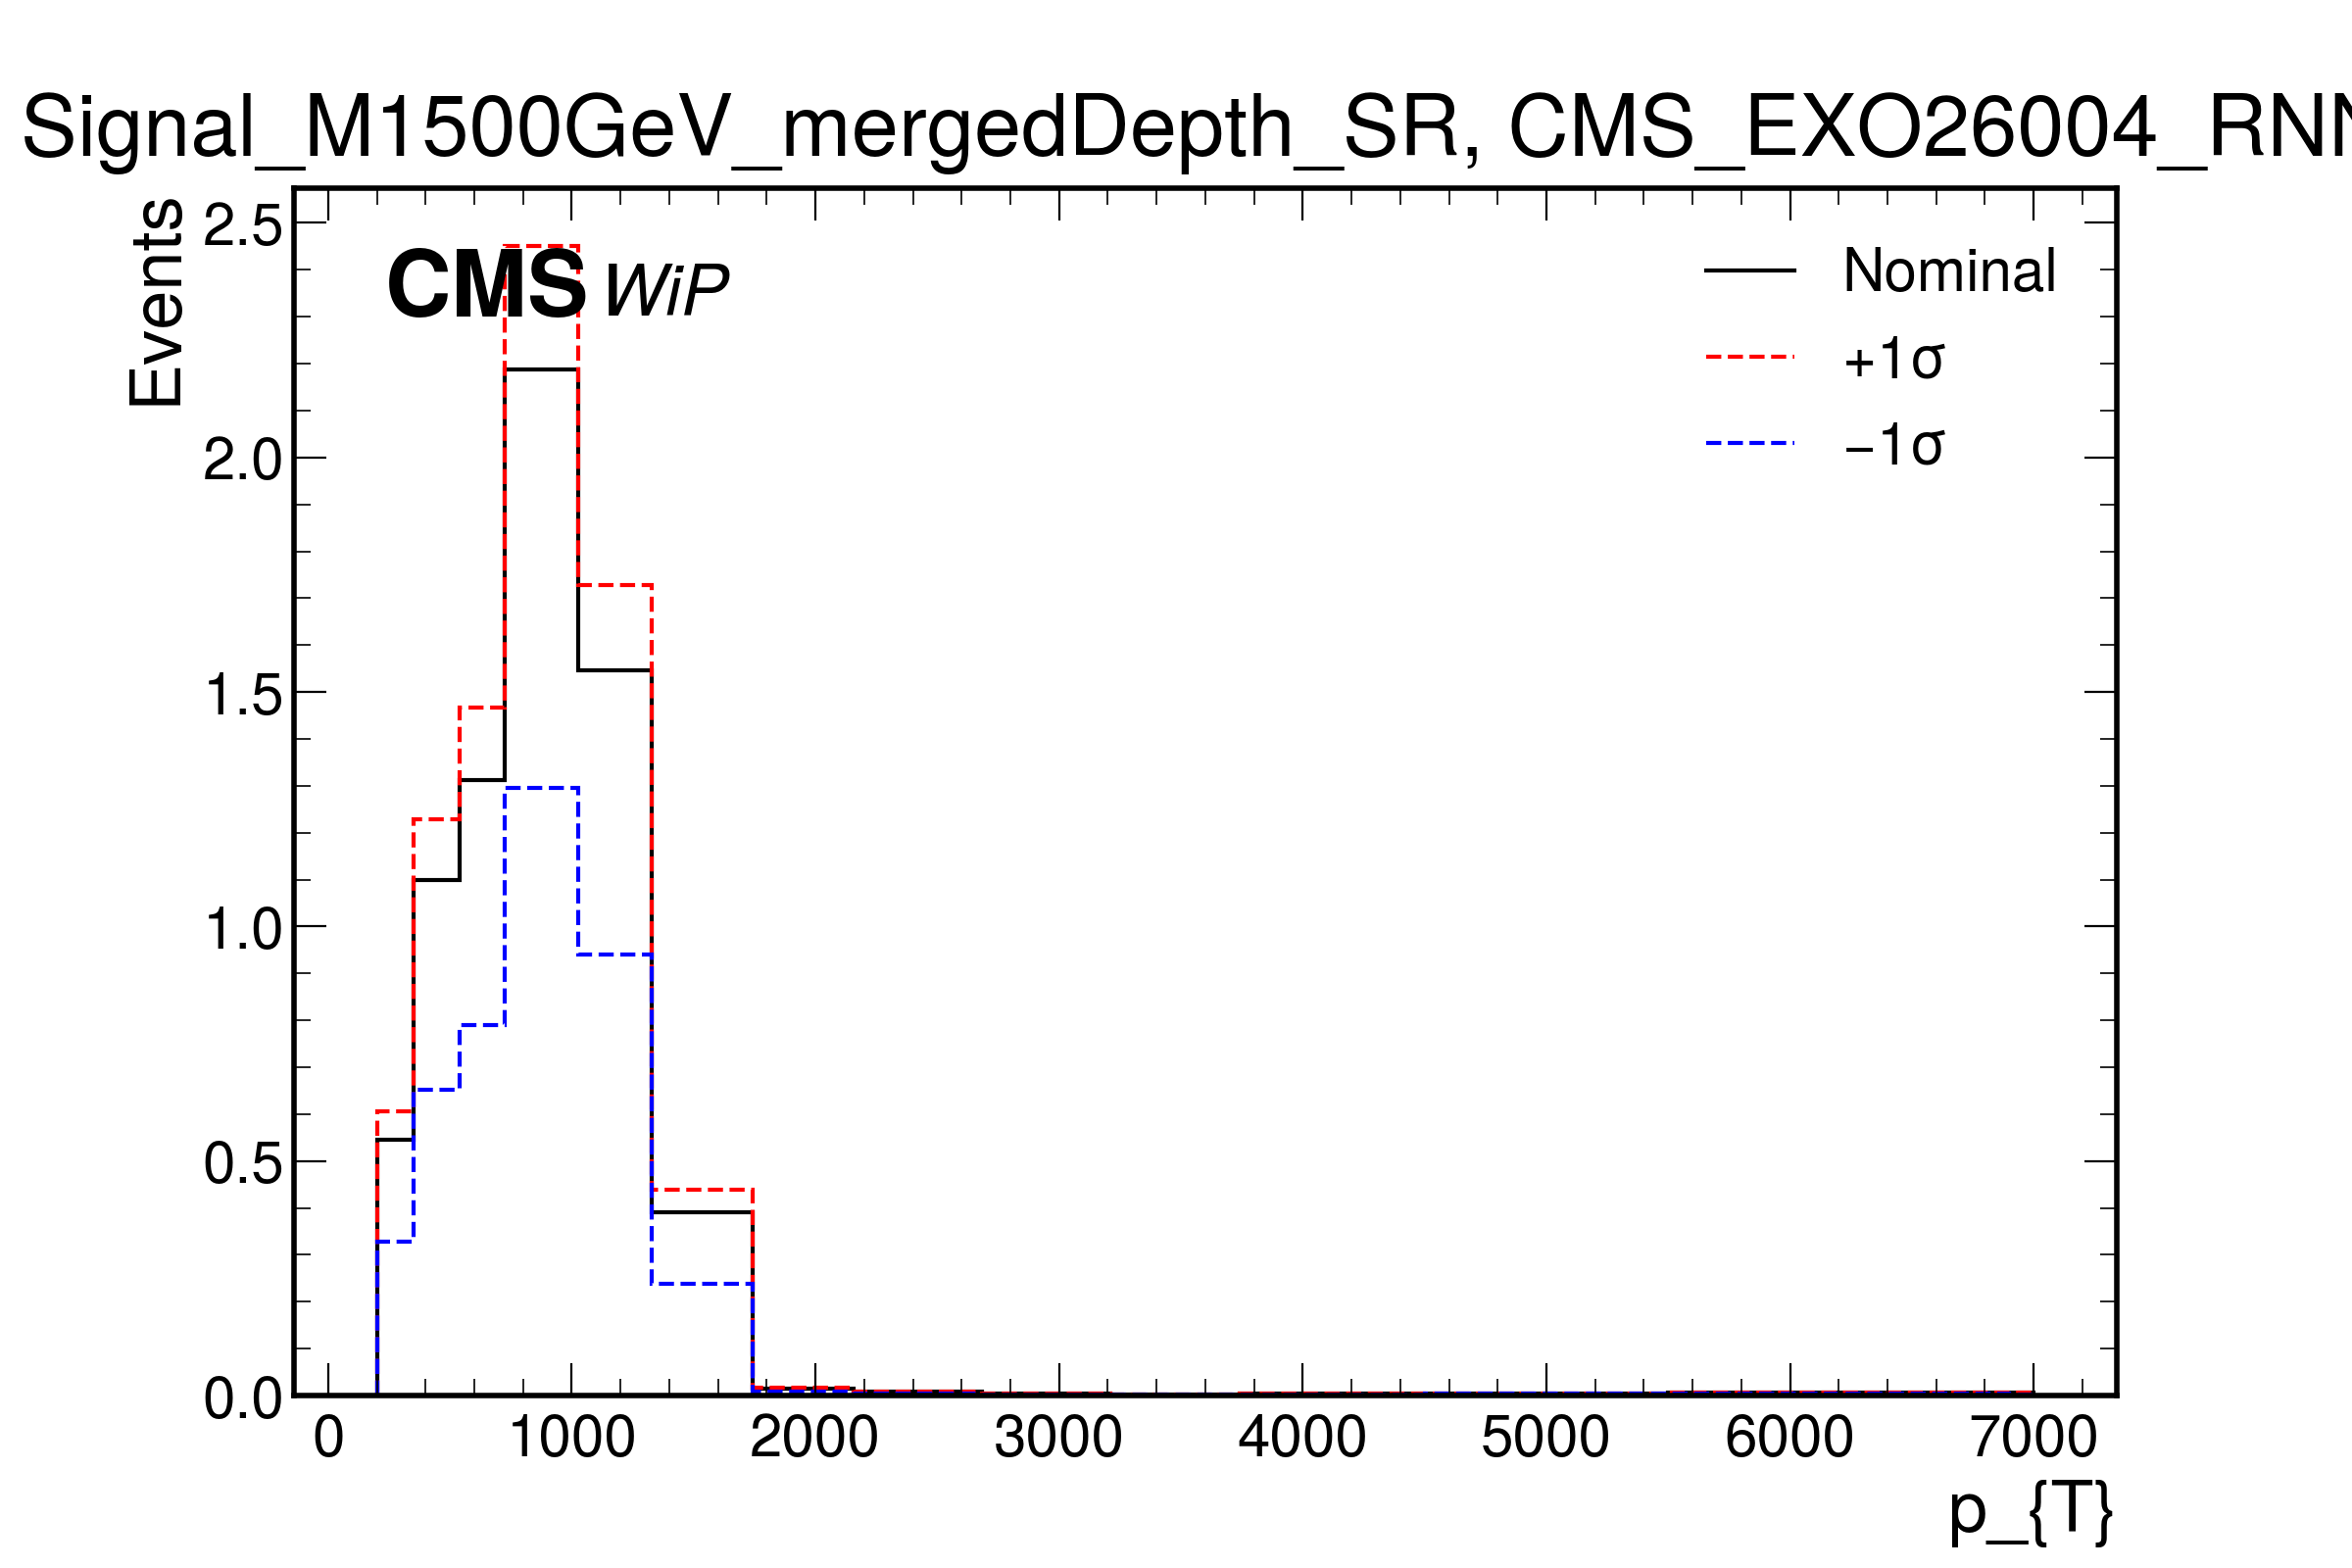 Signal_M1500GeV_mergedDepth_SR, CMS_EXO26004_RNN
Events
CMS WiP
Nominal
+1σ
−1σ
2.5
2.0
1.5
1.0
0.5
0.0
0 1000 2000 3000 4000 5000 6000 7000
p_{T}